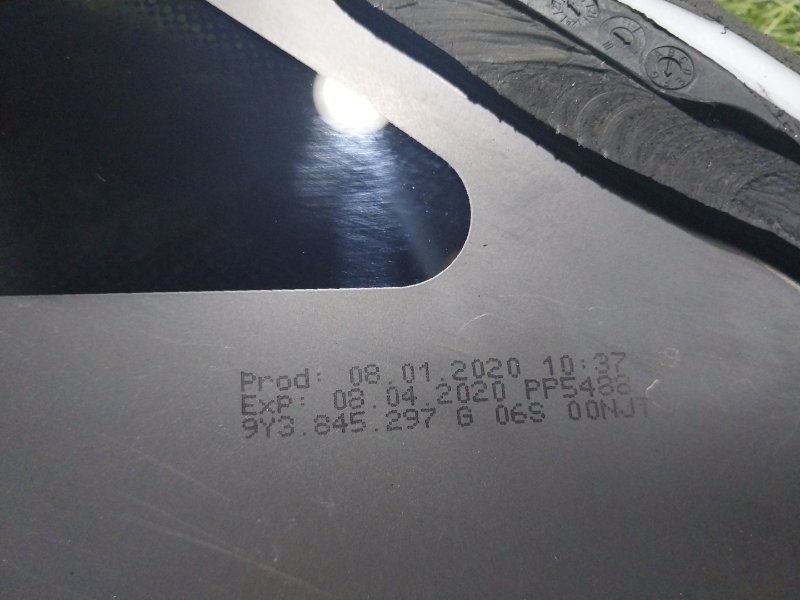 Prod: 08.01.2020 10:37
Exp: 08.04.2020 PP5488
9Y3.845.297 G 06S 00NJT